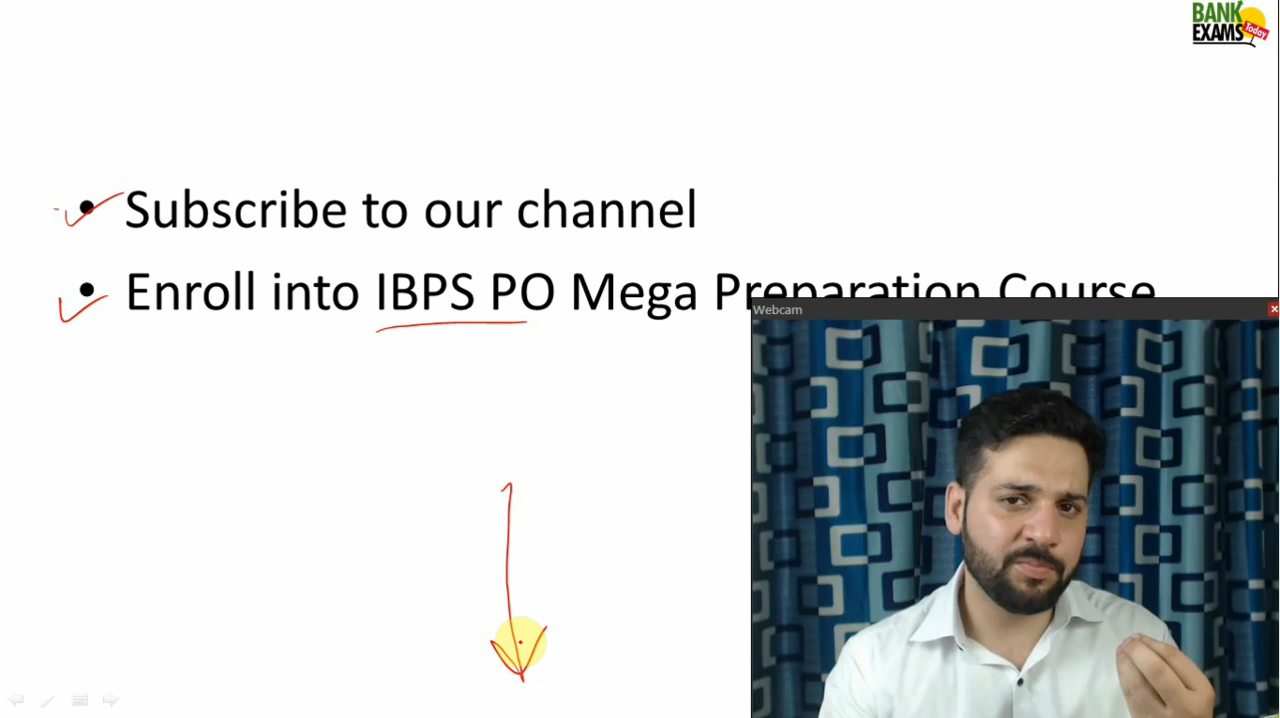 BANK
EXAMS Today
• Subscribe to our channel
• Enroll into IBPS PO Mega Preparation Course
Webcam